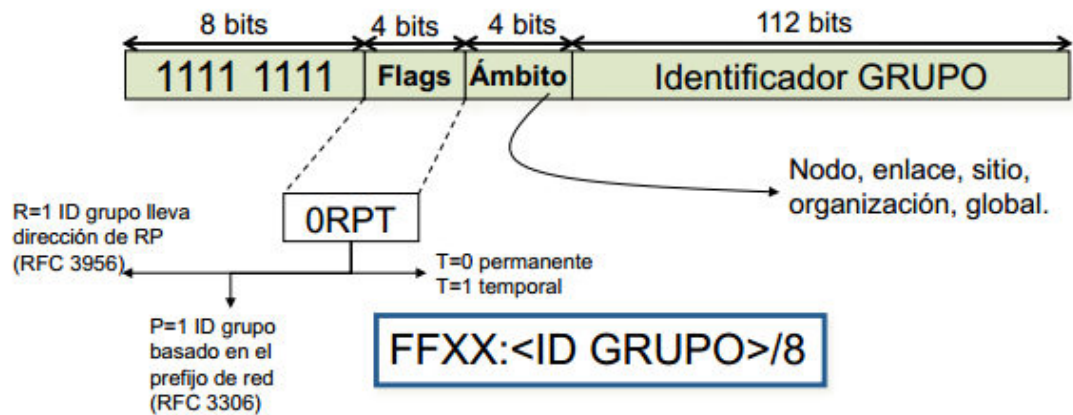 8 bits
4 bits
4 bits
112 bits
1111 1111
Flags
Ámbito
Identificador GRUPO
Nodo, enlace, sitio,
organización, global.
0RPT
R=1 ID grupo lleva
dirección de RP
(RFC 3956)
T=0 permanente
T=1 temporal
P=1 ID grupo
basado en el
prefijo de red
(RFC 3306)
FFXX:<ID GRUPO>/8